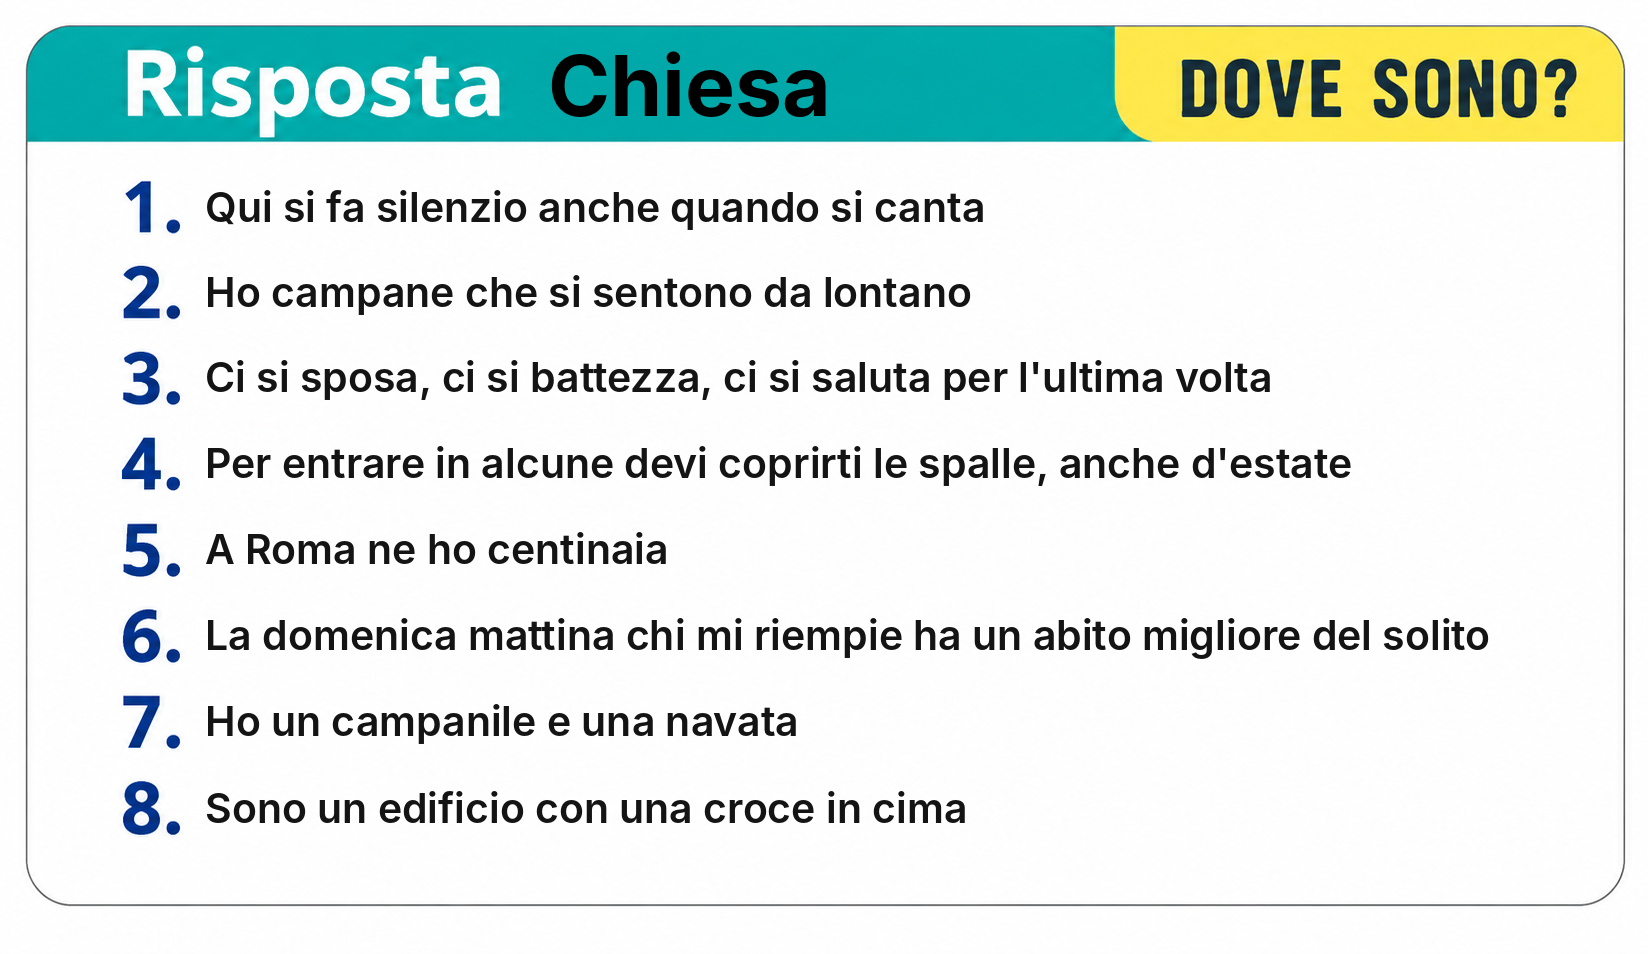 Risposta Chiesa
DOVE SONO?
1. Qui si fa silenzio anche quando si canta
2. Ho campane che si sentono da lontano
3. Ci si sposa, ci si battezza, ci si saluta per l'ultima volta
4. Per entrare in alcune devi coprirti le spalle, anche d'estate
5. A Roma ne ho centinaia
6. La domenica mattina chi mi riempie ha un abito migliore del solito
7. Ho un campanile e una navata
8. Sono un edificio con una croce in cima